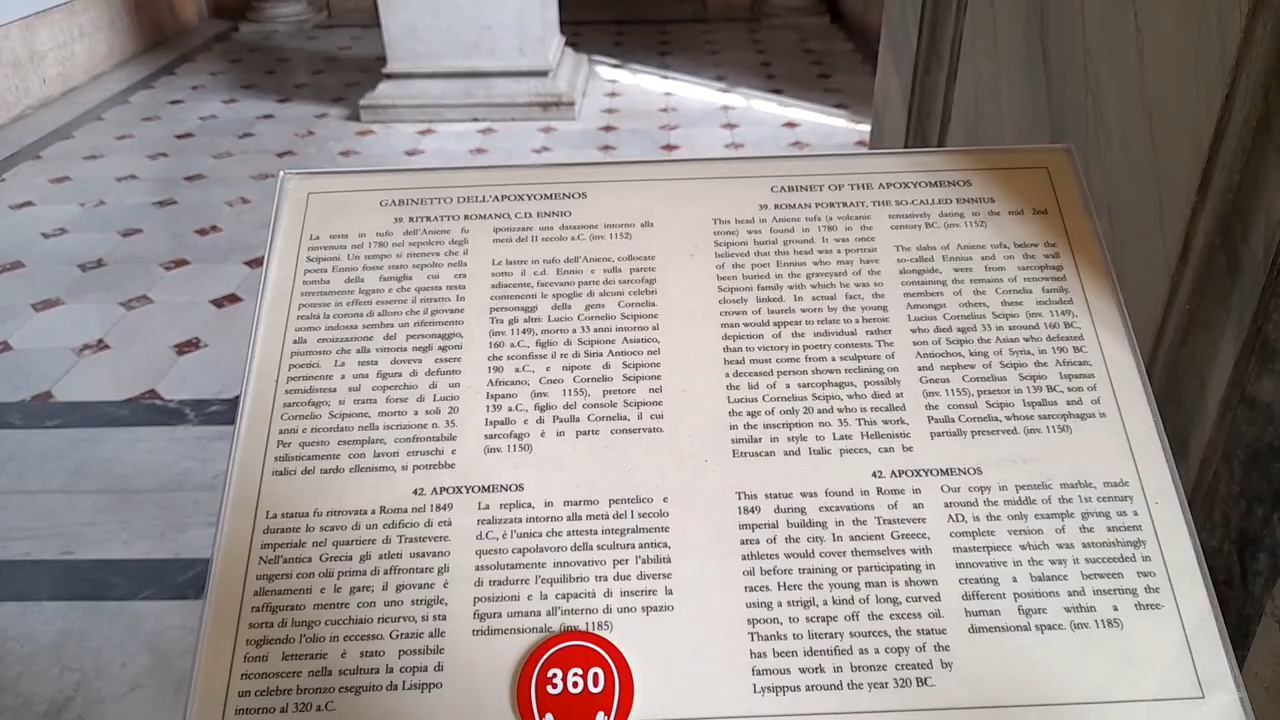 GABINETTO DELL'APOXYOMENOS
39. RITRATTO ROMANO, C.D. ENNIO
La testa in tufo dell'Aniene fu
rinvenuta nel 1780 nel sepolcro degli
Scipioni. Un tempo si riteneva che il
poeta Ennio fosse stato sepolto nella
tomba della famiglia cui era
strettamente legato e che questa testa
potesse in effetti esserne il ritratto. In
realtà la corona di alloro che il giovane
uomo indossa sembra un riferimento
alla eroizzazione del personaggio,
piuttosto che alla vittoria negli agoni
poetici. La testa doveva essere
pertinente a una figura di defunto
semidistesa sul coperchio di un
sarcofago; si tratta forse di Lucio
Cornelio Scipione, morto a soli 20
anni e ricordato nella iscrizione n. 35.
Per questo esemplare, confrontabile
stilisticamente con lavori etruschi e
italici del tardo ellenismo, si potrebbe
ipotizzare una datazione intorno alla
metà del II secolo a.C. (inv. 1152)
Le lastre in tufo dell'Aniene, collocate
sotto il c.d. Ennio e sulla parete
adiacente, facevano parte dei sarcofagi
contenenti le spoglie di alcuni celebri
personaggi della gens Cornelia.
Tra gli altri: Lucio Cornelio Scipione
(inv. 1149), morto a 33 anni intorno al
160 a.C., figlio di Scipione Asiatico,
che sconfisse il re di Siria Antioco nel
190 a.C., e nipote di Scipione
Africano; Cneo Cornelio Scipione
Ispano (inv. 1155), pretore nel
139 a.C., figlio del console Scipione
Ispallo e di Paulla Cornelia, il cui
sarcofago è in parte conservato.
(inv. 1150)
42. APOXYOMENOS
La statua fu ritrovata a Roma nel 1849
durante lo scavo di un edificio di età
imperiale nel quartiere di Trastevere.
Nell'antica Grecia gli atleti usavano
ungersi con olii prima di affrontare gli
allenamenti e le gare; il giovane è
raffigurato mentre con uno strigile,
sorta di lungo cucchiaio ricurvo, si sta
togliendo l'olio in eccesso. Grazie alle
fonti letterarie è stato possibile
riconoscere nella scultura la copia di
un celebre bronzo eseguito da Lisippo
intorno al 320 a.C.
La replica, in marmo pentelico e
realizzata intorno alla metà del I secolo
d.C., è l'unica che attesta integralmente
questo capolavoro della scultura antica,
assolutamente innovativo per l'abilità
di tradurre l'equilibrio tra due diverse
posizioni e la capacità di inserire la
figura umana all'interno di uno spazio
tridimensionale. (inv. 1185)
CABINET OF THE APOXYOMENOS
39. ROMAN PORTRAIT, THE SO-CALLED ENNIUS
This head in Aniene tufa (a volcanic
stone) was found in 1780 in the
Scipioni burial ground. It was once
believed that this head was a portrait
of the poet Ennius who may have
been buried in the graveyard of the
Scipioni family with which he was so
closely linked. In actual fact, the
crown of laurels worn by the young
man would appear to relate to a heroic
depiction of the individual rather
than to victory in poetry contests. The
head must come from a sculpture of
a deceased person shown reclining on
the lid of a sarcophagus, possibly
Lucius Cornelius Scipio, who died at
the age of only 20 and who is recalled
in the inscription no. 35. This work,
similar in style to Late Hellenistic
Etruscan and Italic pieces, can be
tentatively dating to the mid 2nd
century BC. (inv. 1152)
The slabs of Aniene tufa, below the
so-called Ennius and on the wall
alongside, were from sarcophagi
containing the remains of renowned
members of the Cornelia family.
Amongst others, these included
Lucius Cornelius Scipio (inv. 1149),
who died aged 33 in around 160 BC,
son of Scipio the Asian who defeated
Antiochos, king of Syria, in 190 BC
and nephew of Scipio the African;
Gneus Cornelius Scipio Ispanus
(inv. 1155), praetor in 139 BC, son of
the consul Scipio Ispallus and of
Paulla Cornelia, whose sarcophagus is
partially preserved. (inv. 1150)
42. APOXYOMENOS
This statue was found in Rome in
1849 during excavations of an
imperial building in the Trastevere
area of the city. In ancient Greece,
athletes would cover themselves with
oil before training or participating in
races. Here the young man is shown
using a strigil, a kind of long, curved
spoon, to scrape off the excess oil.
Thanks to literary sources, the statue
has been identified as a copy of the
famous work in bronze created by
Lysippus around the year 320 BC.
Our copy in pentelic marble, made
around the middle of the 1st century
AD, is the only example giving us a
complete version of the ancient
masterpiece which was astonishingly
innovative in the way it succeeded in
creating a balance between two
different positions and inserting the
human figure within a three-
dimensional space. (inv. 1185)
360